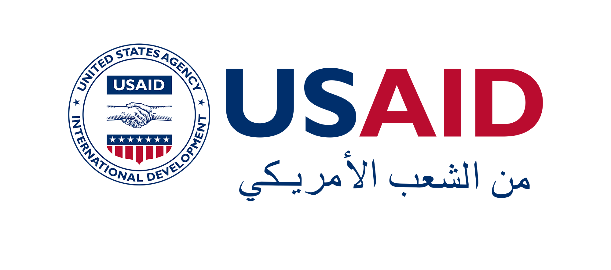 UNITED STATES AGENCY
USAID
INTERNATIONAL DEVELOPMENT
USAID
من الشعب الأمريكي